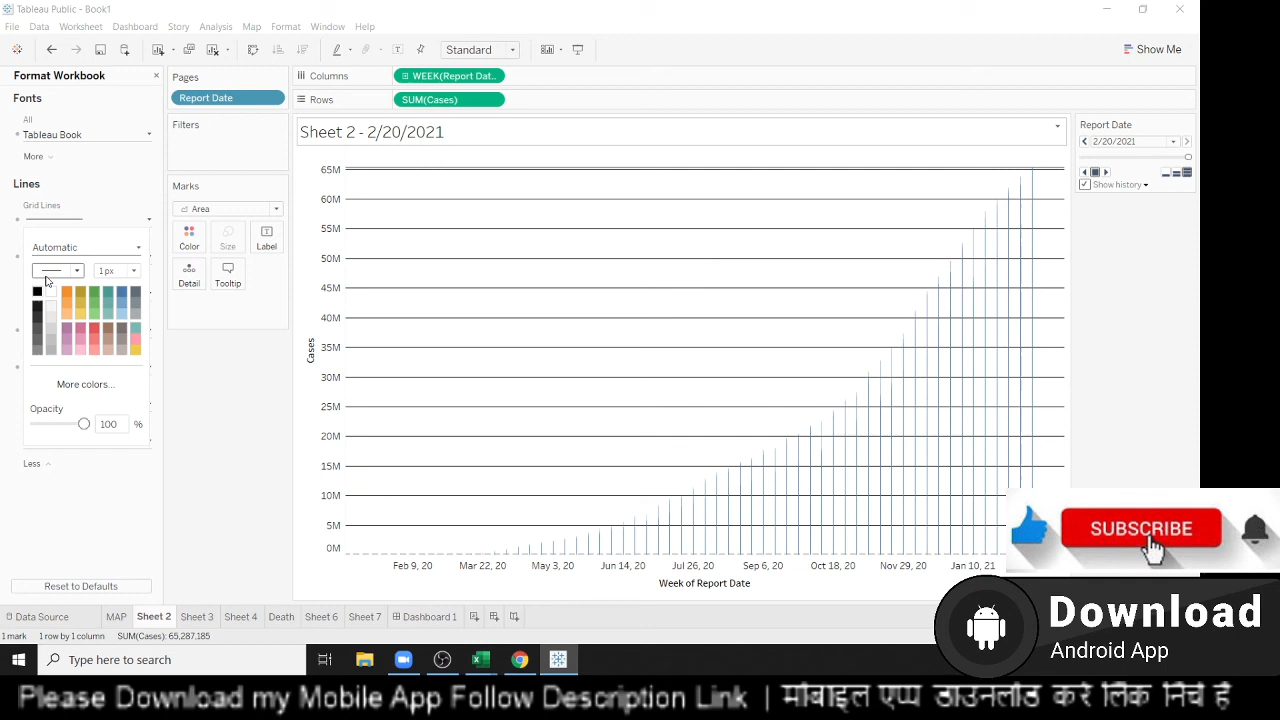 Tableau Public - Book1
File Data Worksheet Dashboard Story Analysis Map Format Window Help
Standard
Show Me
Format Workbook
Fonts
All
Tableau Book
More
Lines
Grid Lines
Automatic
1 px
More colors...
Opacity
100 %
Less
Reset to Defaults
Pages
Report Date
Filters
Marks
Area
Color
Size
Label
Detail
Tooltip
Columns
WEEK(Report Dat..
Rows
SUM(Cases)
Sheet 2 - 2/20/2021
65M
60M
55M
50M
45M
40M
35M
30M
25M
20M
15M
10M
5M
0M
Cases
Feb 9, 20 Mar 22, 20 May 3, 20 Jun 14, 20 Jul 26, 20 Sep 6, 20 Oct 18, 20 Nov 29, 20 Jan 10, 21
Week of Report Date
Report Date
2/20/2021
Show history
SUBSCRIBE
Download
Android App
Data Source MAP Sheet 2 Sheet 3 Sheet 4 Death Sheet 6 Sheet 7 Dashboard 1
1 mark 1 row by 1 column SUM(Cases): 65,287,185
Type here to search
Please Download my Mobile App Follow Description Link | मोबाइल एप्प डाउनलोड करे लिंक निचे है